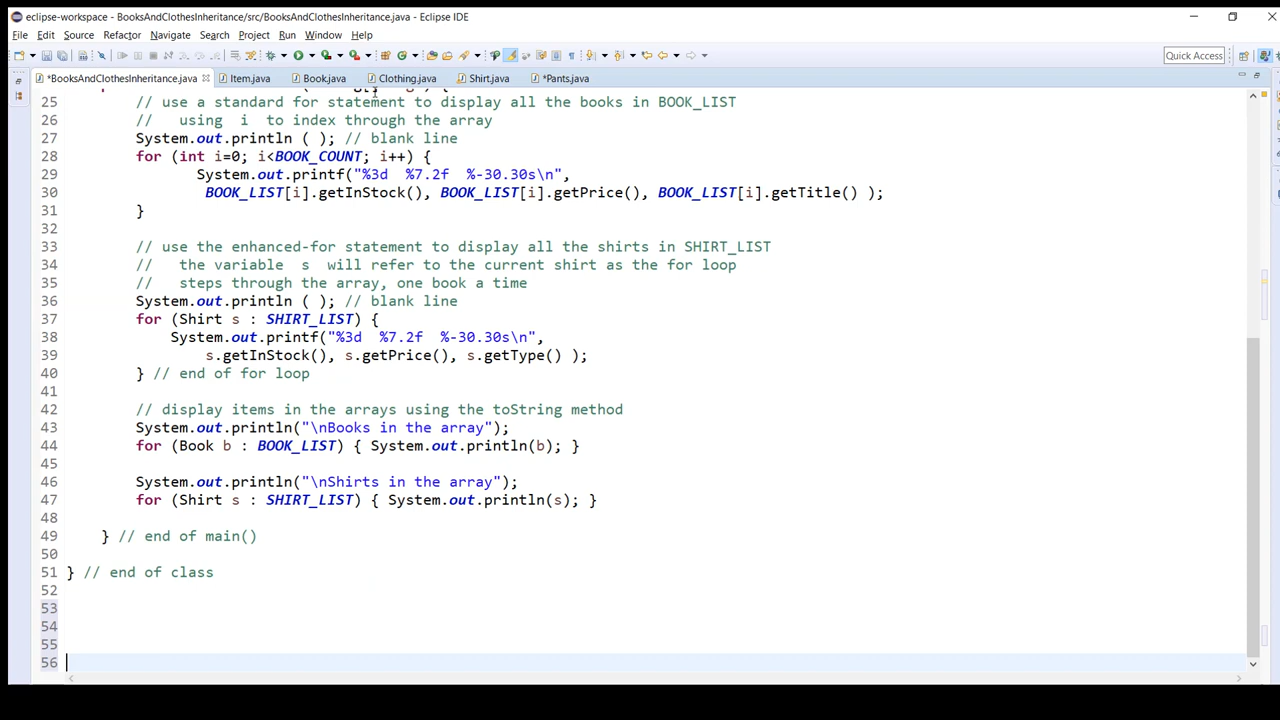 eclipse-workspace - BooksAndClothesInheritance/src/BooksAndClothesInheritance.java - Eclipse IDE
File Edit Source Refactor Navigate Search Project Run Window Help
Quick Access
*BooksAndClothesInheritance.java Item.java Book.java Clothing.java Shirt.java *Pants.java
25 // use a standard for statement to display all the books in BOOK_LIST
26 //   using  i  to index through the array
27 System.out.println ( ); // blank line
28 for (int i=0; i<BOOK_COUNT; i++) {
29 System.out.printf("%3d  %7.2f  %-30.30s\n",
30 BOOK_LIST[i].getInStock(), BOOK_LIST[i].getPrice(), BOOK_LIST[i].getTitle() );
31 }
32
33 // use the enhanced-for statement to display all the shirts in SHIRT_LIST
34 //   the variable  s  will refer to the current shirt as the for loop
35 //   steps through the array, one book a time
36 System.out.println ( ); // blank line
37 for (Shirt s : SHIRT_LIST) {
38 System.out.printf("%3d  %7.2f  %-30.30s\n",
39 s.getInStock(), s.getPrice(), s.getType() );
40 } // end of for loop
41
42 // display items in the arrays using the toString method
43 System.out.println("\nBooks in the array");
44 for (Book b : BOOK_LIST) { System.out.println(b); }
45
46 System.out.println("\nShirts in the array");
47 for (Shirt s : SHIRT_LIST) { System.out.println(s); }
48
49 } // end of main()
50
51 } // end of class
52
53
54
55
56